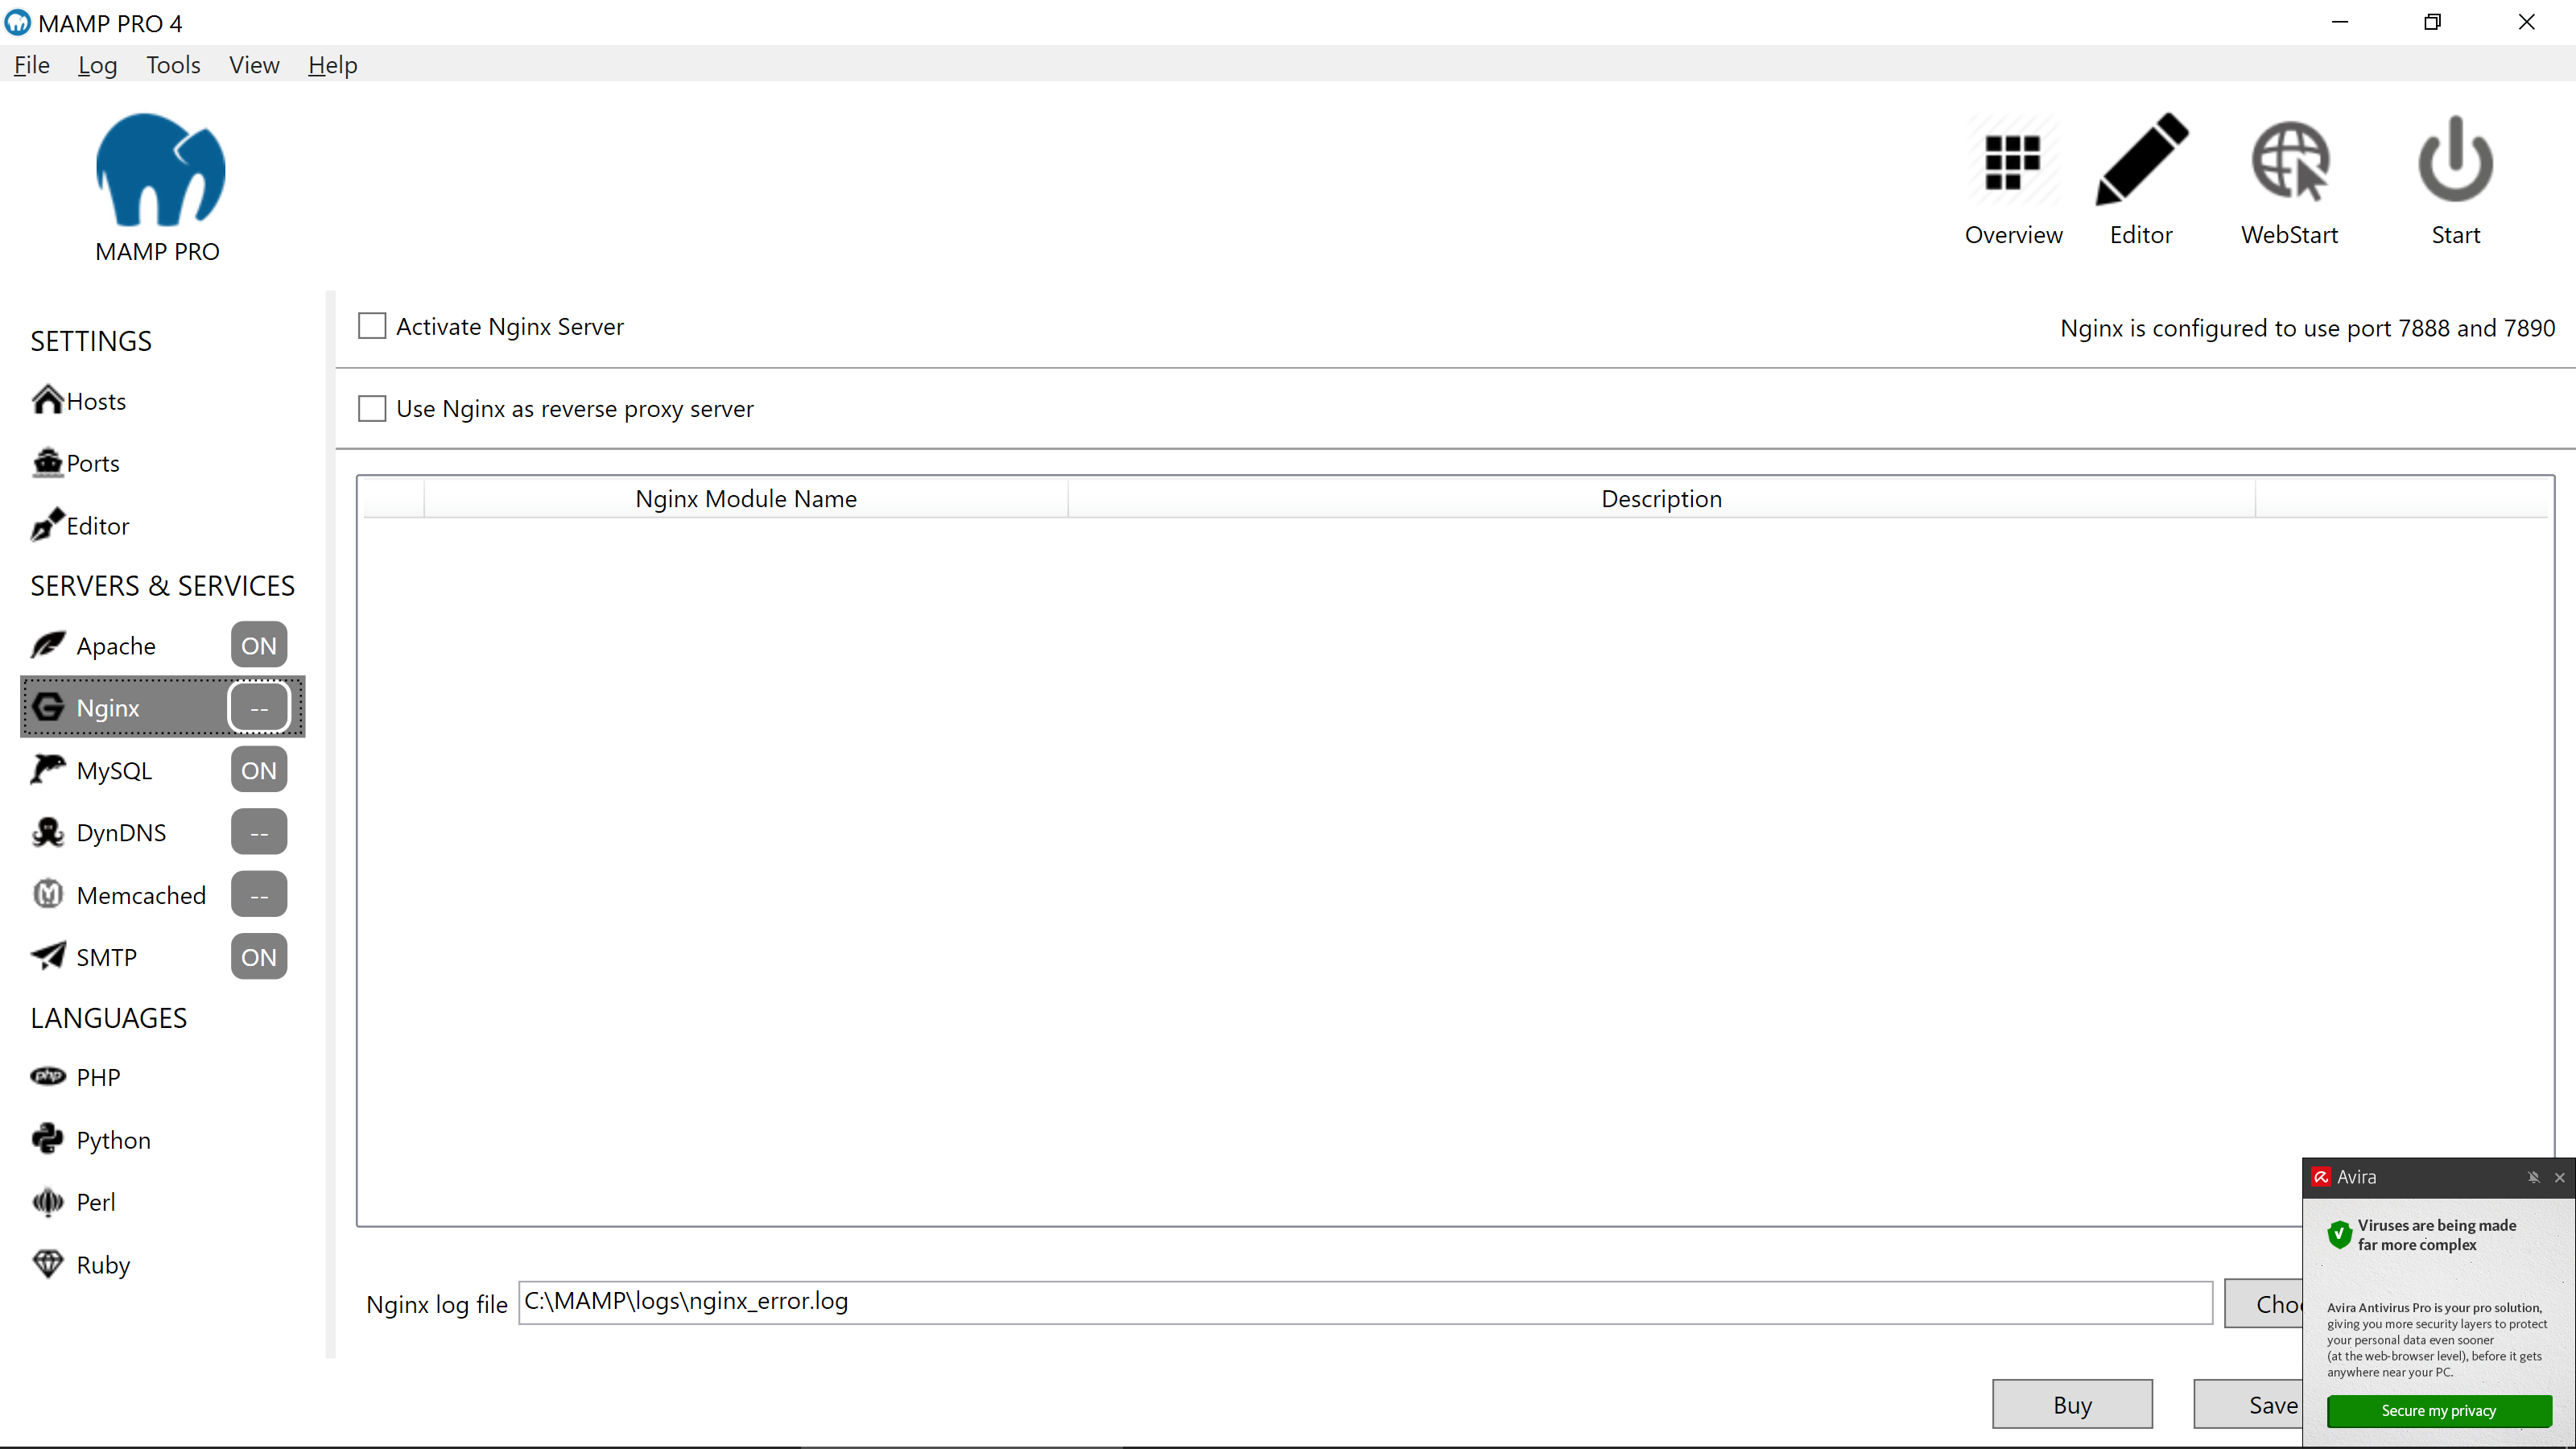 MAMP PRO 4
File Log Tools View Help
MAMP PRO
Overview
Editor
WebStart
Start
SETTINGS
Hosts
Ports
Editor
SERVERS & SERVICES
Apache ON
Nginx --
MySQL ON
DynDNS --
Memcached --
SMTP ON
LANGUAGES
PHP
Python
Perl
Ruby
Activate Nginx Server
Nginx is configured to use port 7888 and 7890
Use Nginx as reverse proxy server
Nginx Module Name Description
Nginx log file C:\MAMP\logs\nginx_error.log
Buy
Save
Avira
Viruses are being made
far more complex
Avira Antivirus Pro is your pro solution,
giving you more security layers to protect
your personal data even sooner
(at the web-browser level), before it gets
anywhere near your PC.
Secure my privacy